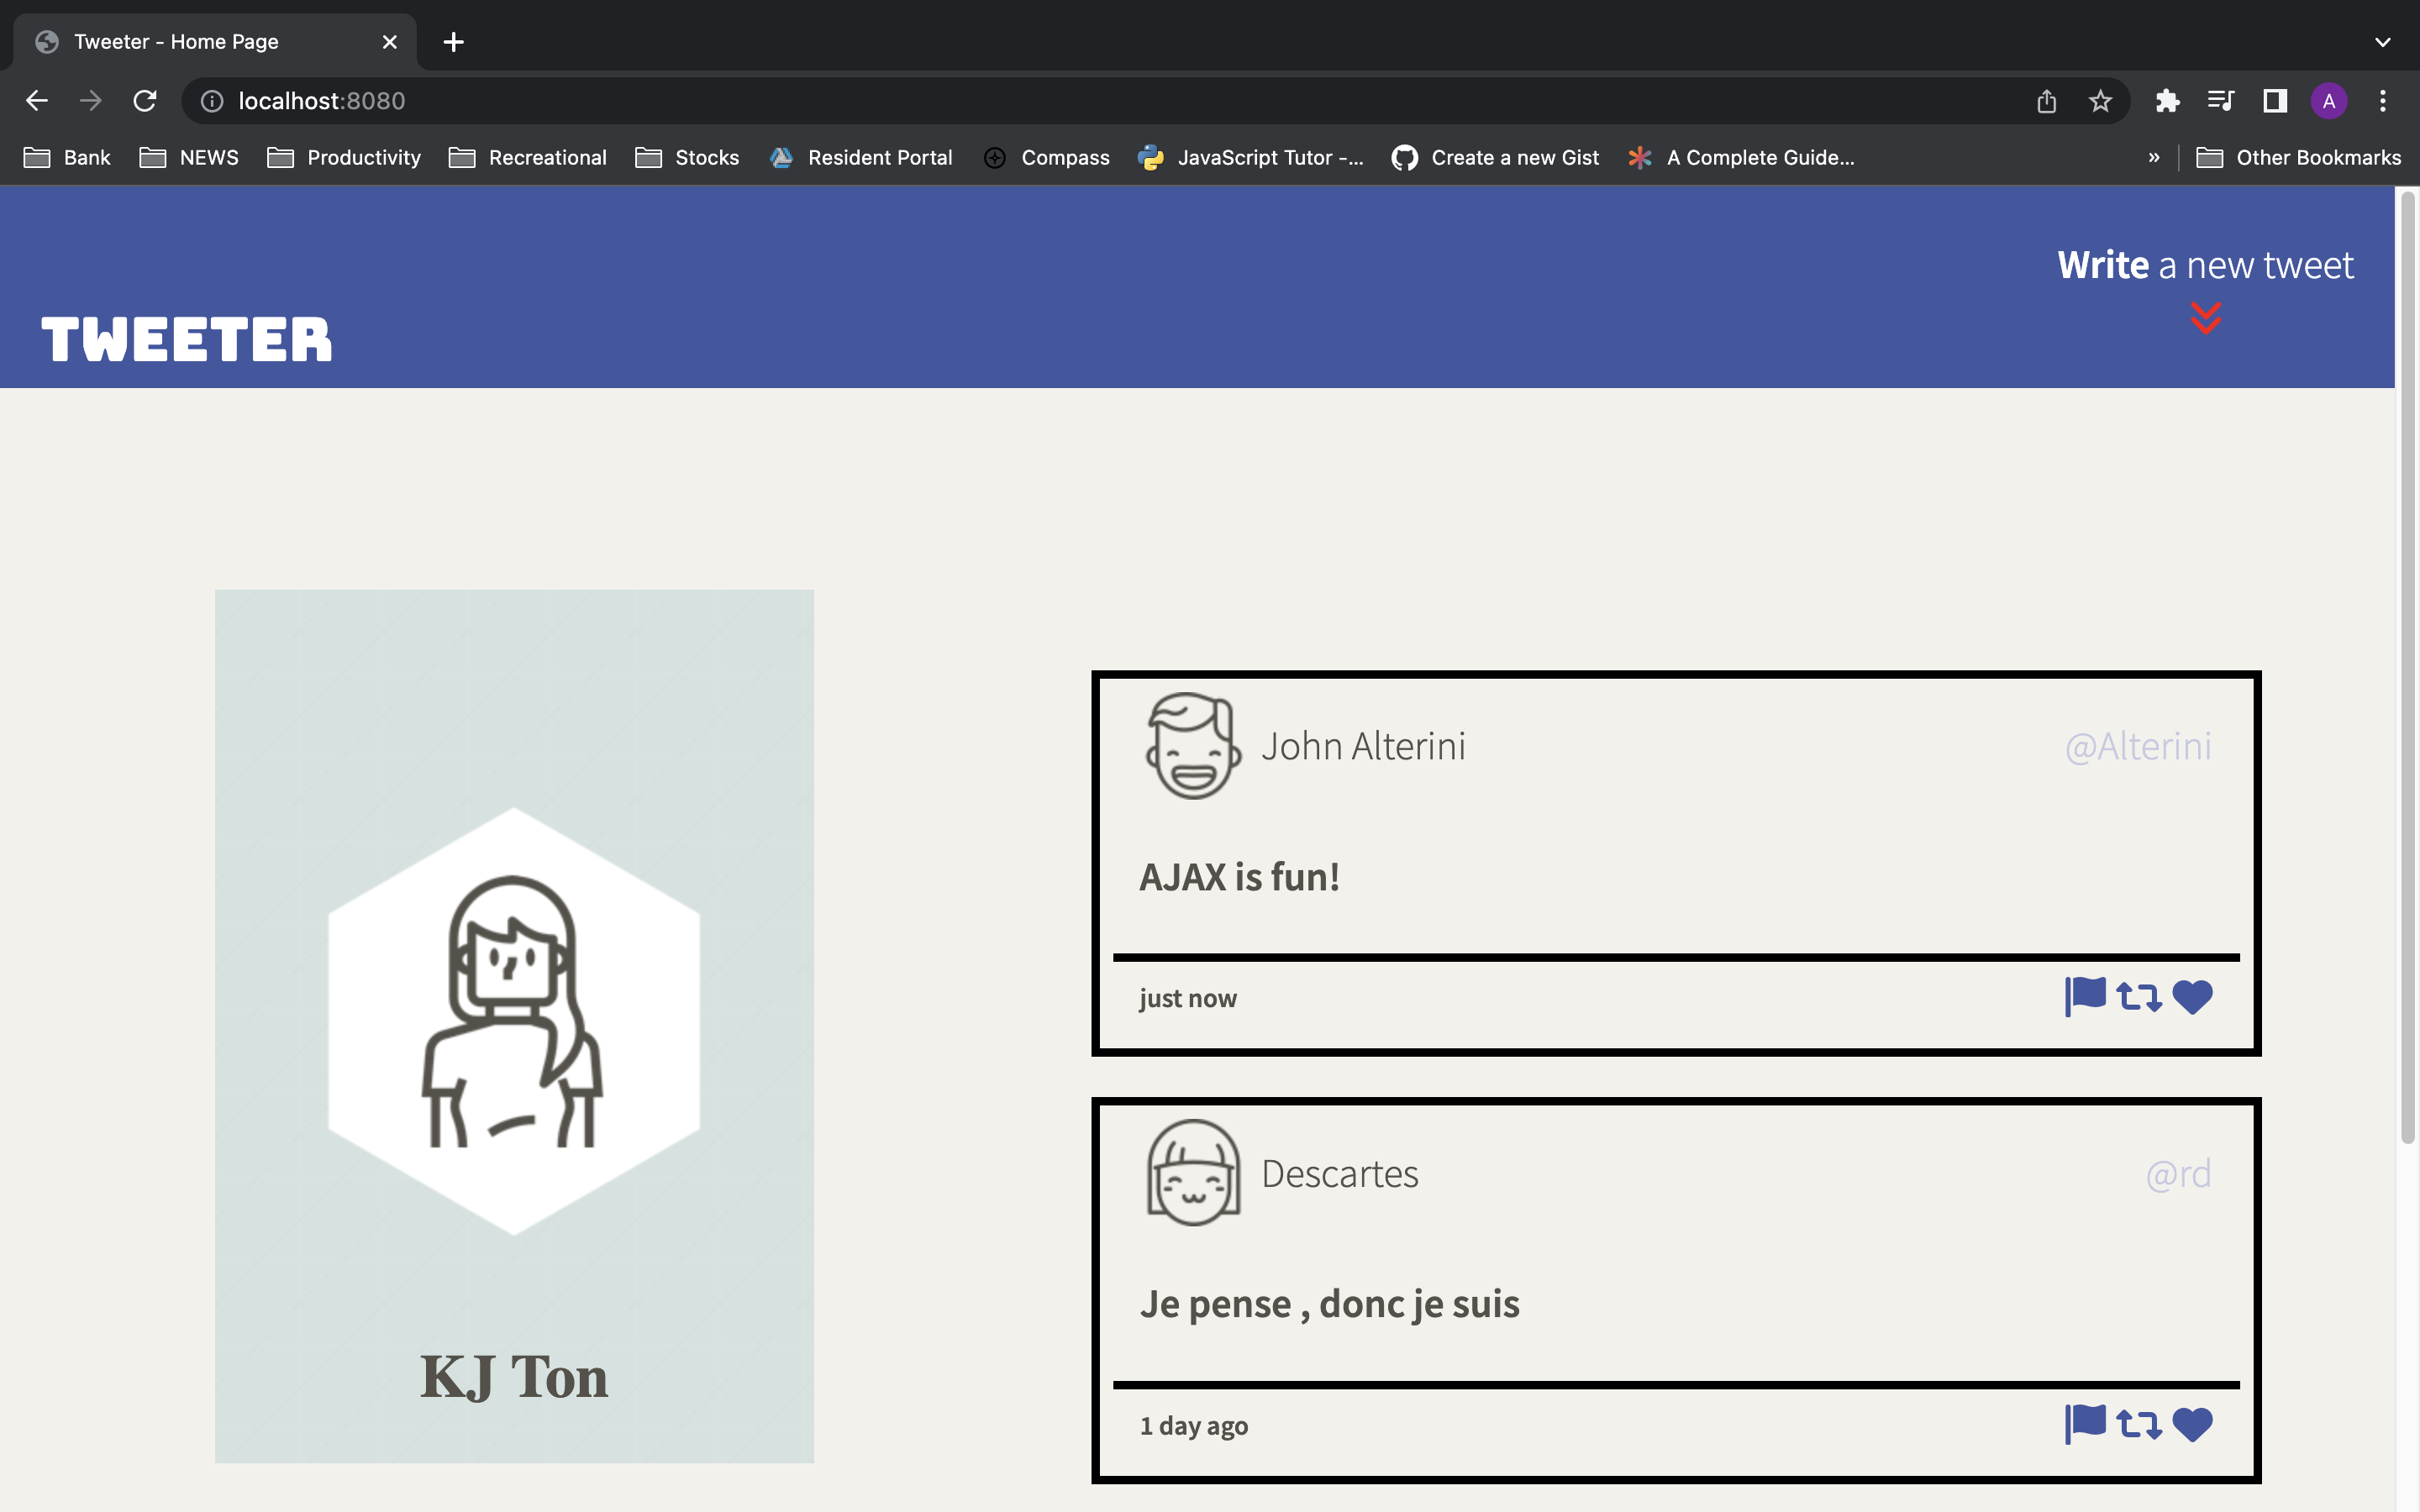 Tweeter - Home Page
localhost:8080
A
Bank NEWS Productivity Recreational Stocks Resident Portal Compass JavaScript Tutor -... Create a new Gist A Complete Guide... » Other Bookmarks
Write a new tweet
TWEETER
John Alterini @Alterini
AJAX is fun!
just now
Descartes @rd
Je pense , donc je suis
1 day ago
KJ Ton